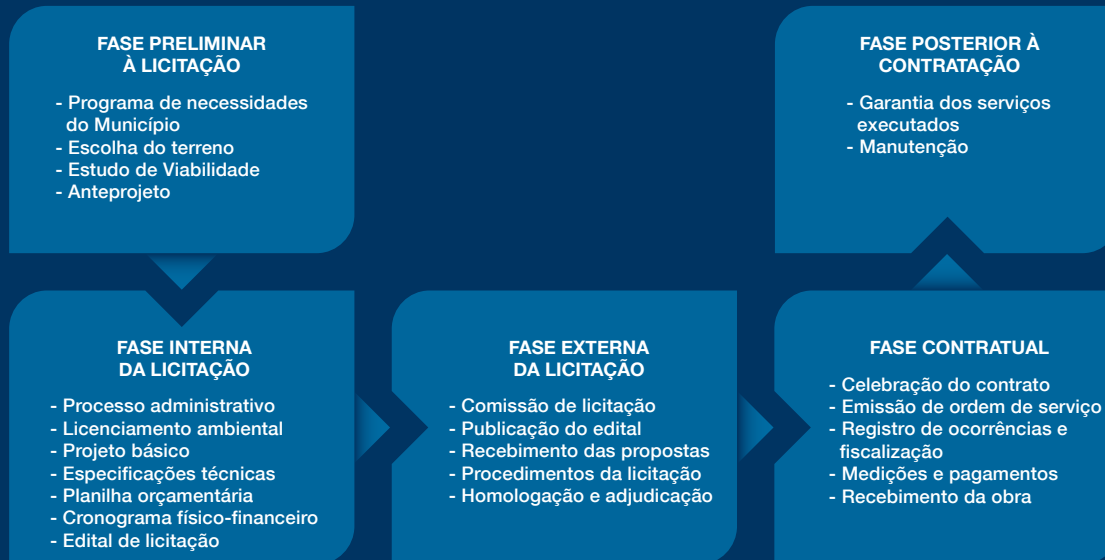 FASE PRELIMINAR
À LICITAÇÃO
- Programa de necessidades
do Município
- Escolha do terreno
- Estudo de Viabilidade
- Anteprojeto
FASE INTERNA
DA LICITAÇÃO
- Processo administrativo
- Licenciamento ambiental
- Projeto básico
- Especificações técnicas
- Planilha orçamentária
- Cronograma físico-financeiro
- Edital de licitação
FASE EXTERNA
DA LICITAÇÃO
- Comissão de licitação
- Publicação do edital
- Recebimento das propostas
- Procedimentos da licitação
- Homologação e adjudicação
FASE CONTRATUAL
- Celebração do contrato
- Emissão de ordem de serviço
- Registro de ocorrências e
fiscalização
- Medições e pagamentos
- Recebimento da obra
FASE POSTERIOR À
CONTRATAÇÃO
- Garantia dos serviços
executados
- Manutenção